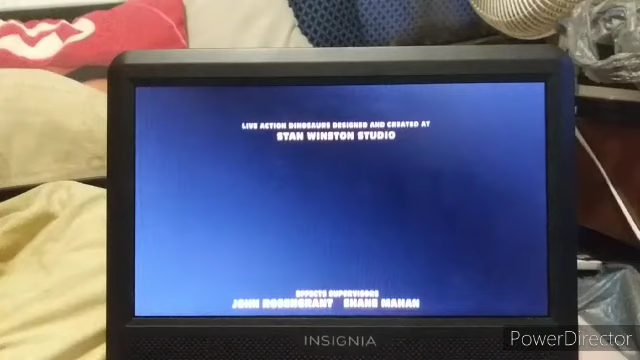 LIVE ACTION DINOSAURS DESIGNED AND CREATED AT
STAN WINSTON STUDIO
EFFECTS SUPERVISORS
JOHN ROSENGRANT SHANE MAHAN
INSIGNIA
PowerDirector